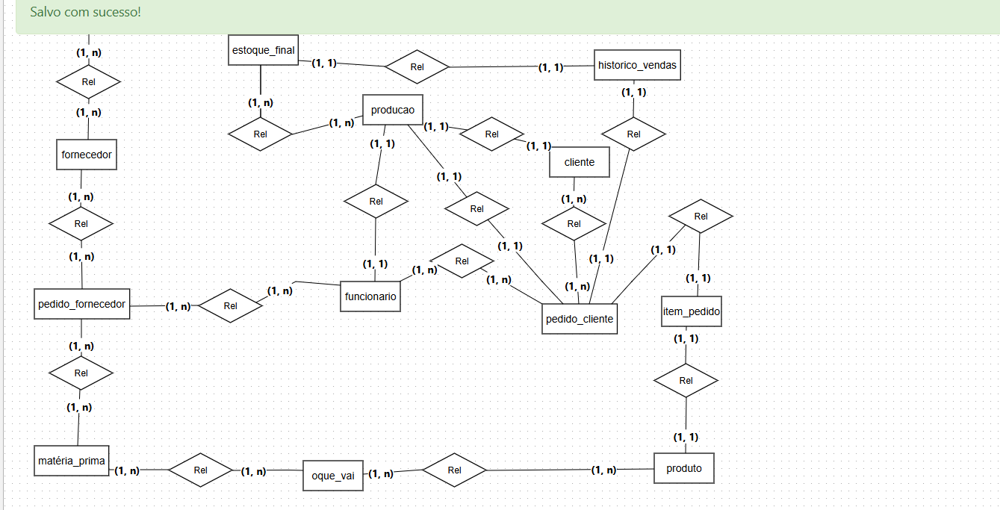 Salvo com sucesso!
(1, n)
estoque_final
(1, 1)
Rel
(1, 1)
historico_vendas
Rel
(1, n)
(1, 1)
(1, n)
producao
(1, n)
Rel
(1, n)
(1, 1)
Rel
(1, 1)
Rel
fornecedor
(1, 1)
cliente
(1, 1)
(1, n)
(1, n)
Rel
Rel
Rel
Rel
Rel
(1, n)
(1, 1)
(1, 1)
(1, 1)
(1, 1)
Rel
(1, n)
(1, n)
(1, 1)
(1, n)
(1, n)
funcionario
pedido_fornecedor
(1, n)
Rel
pedido_cliente
item_pedido
(1, n)
(1, 1)
Rel
Rel
(1, n)
(1, 1)
matéria_prima
(1, n)
Rel
(1, n)
oque_vai
(1, n)
Rel
(1, n)
produto